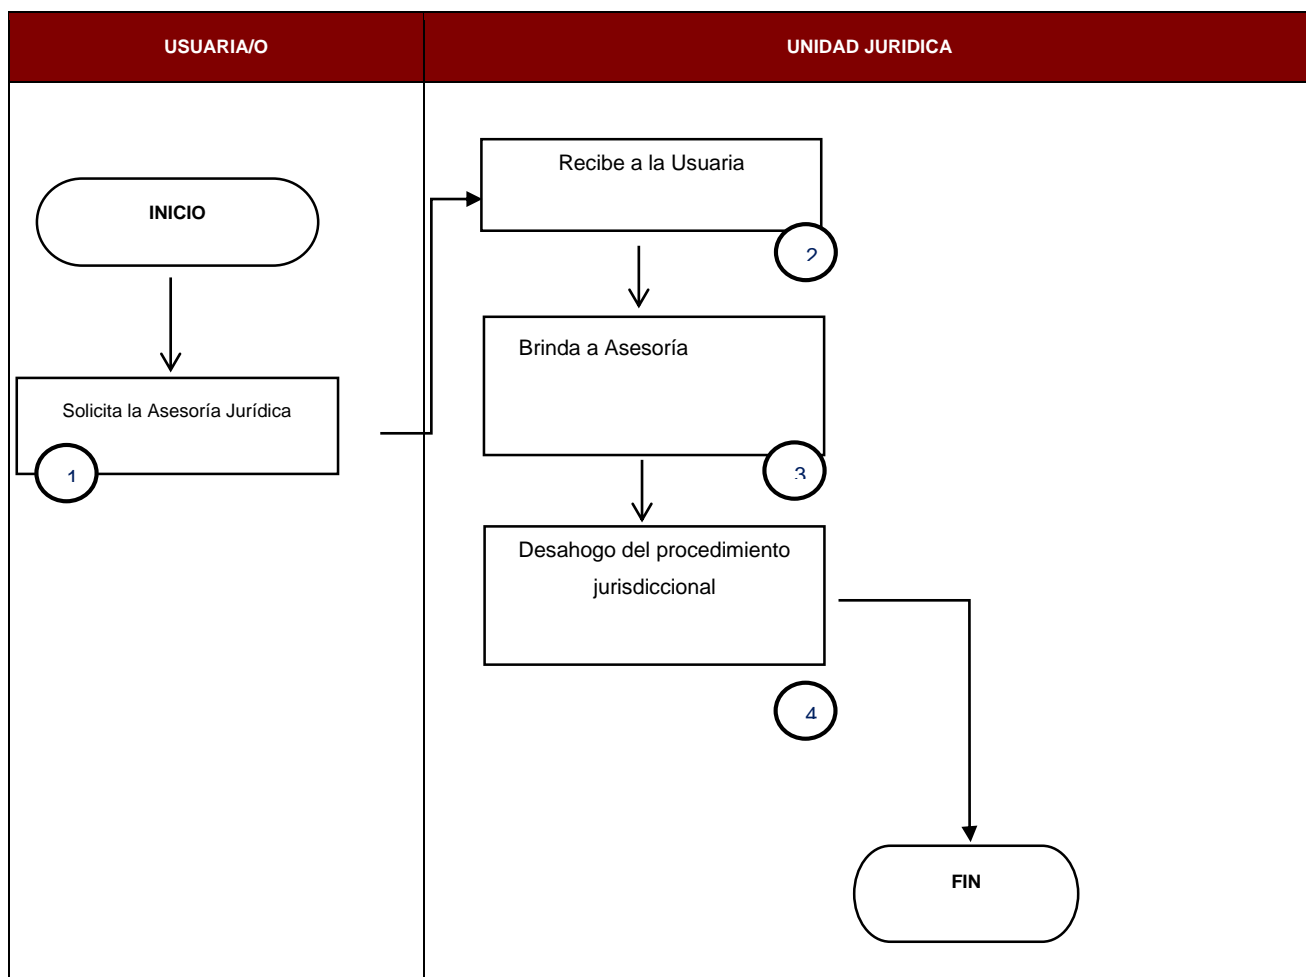 USUARIA/O
UNIDAD JURIDICA
INICIO
Solicita la Asesoría Jurídica
1
Recibe a la Usuaria
2
Brinda a Asesoría
3
Desahogo del procedimiento
jurisdiccional
4
FIN